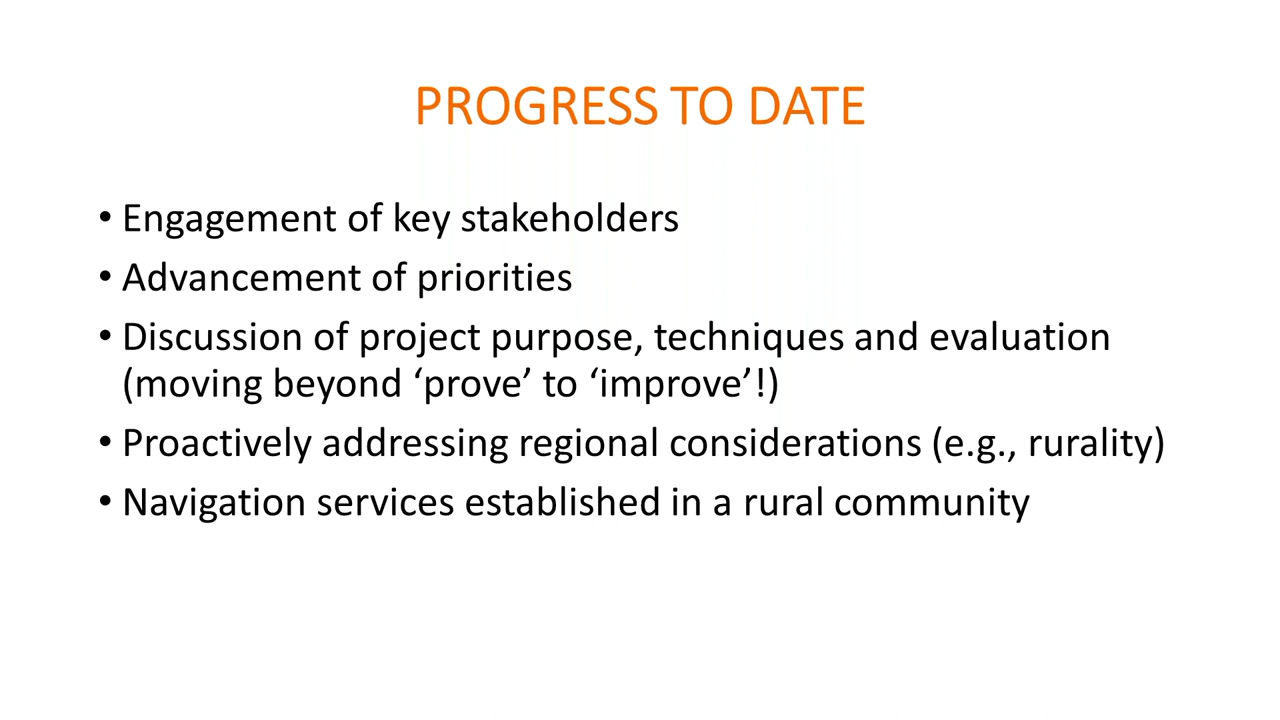 PROGRESS TO DATE
• Engagement of key stakeholders
• Advancement of priorities
• Discussion of project purpose, techniques and evaluation
(moving beyond ‘prove’ to ‘improve’!)
• Proactively addressing regional considerations (e.g., rurality)
• Navigation services established in a rural community